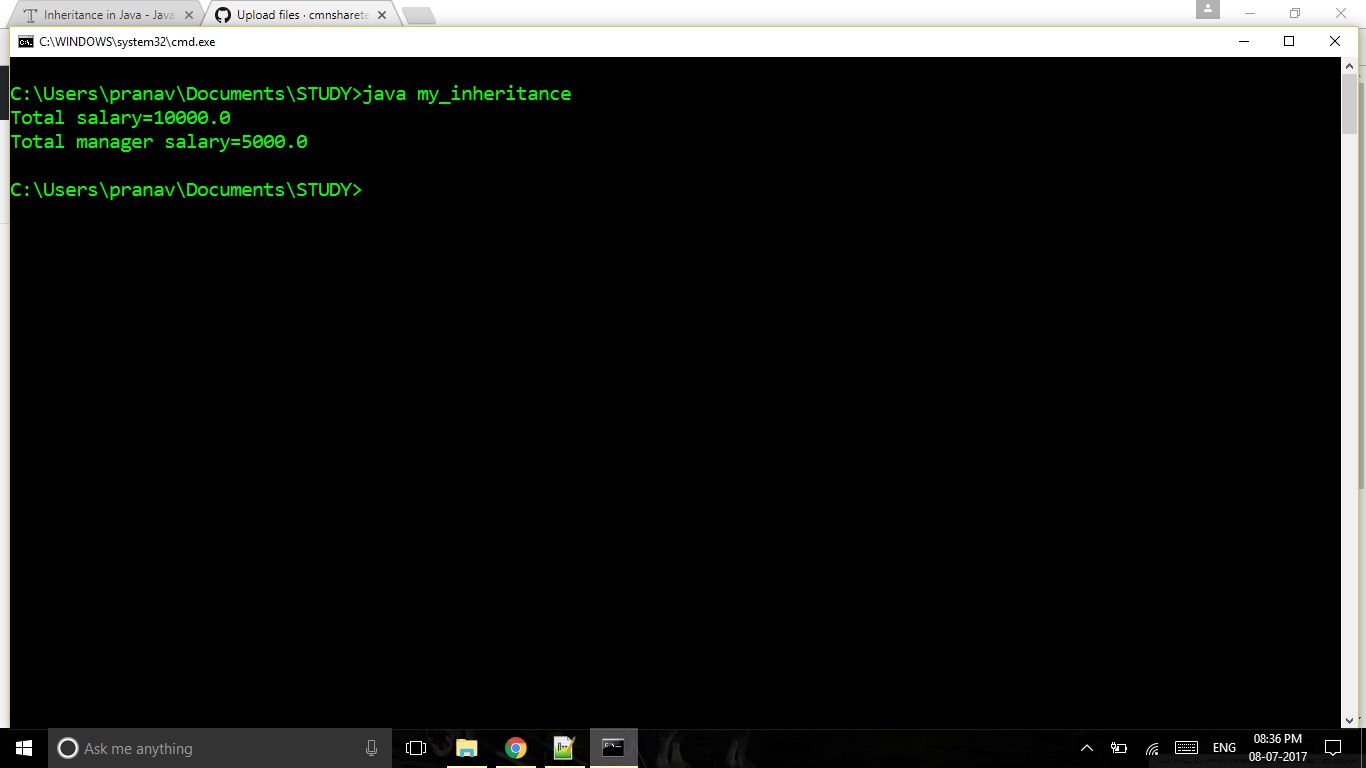 Inheritance in Java - Java
Upload files · cmnsharete
C:\WINDOWS\system32\cmd.exe
C:\Users\pranav\Documents\STUDY>java my_inheritance
Total salary=10000.0
Total manager salary=5000.0
C:\Users\pranav\Documents\STUDY>
Ask me anything
ENG
08:36 PM
08-07-2017